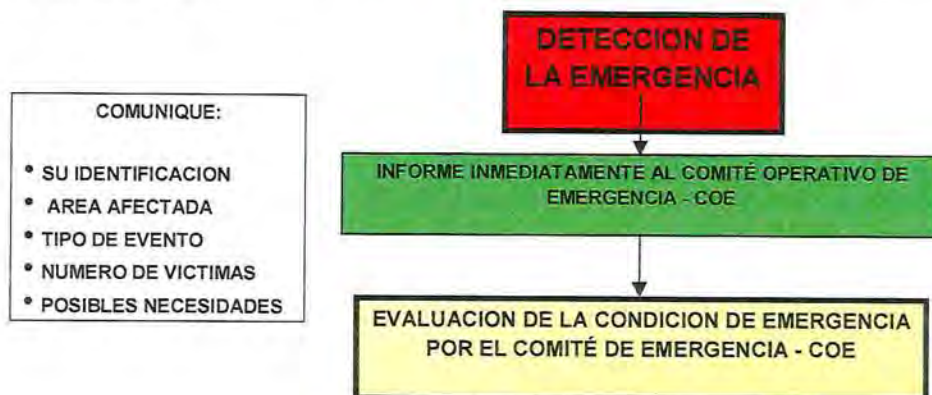 DETECCION DE
LA EMERGENCIA
COMUNIQUE:
• SU IDENTIFICACION
• AREA AFECTADA
• TIPO DE EVENTO
• NUMERO DE VICTIMAS
• POSIBLES NECESIDADES
INFORME INMEDIATAMENTE AL COMITÉ OPERATIVO DE
EMERGENCIA - COE
EVALUACION DE LA CONDICION DE EMERGENCIA
POR EL COMITÉ DE EMERGENCIA - COE